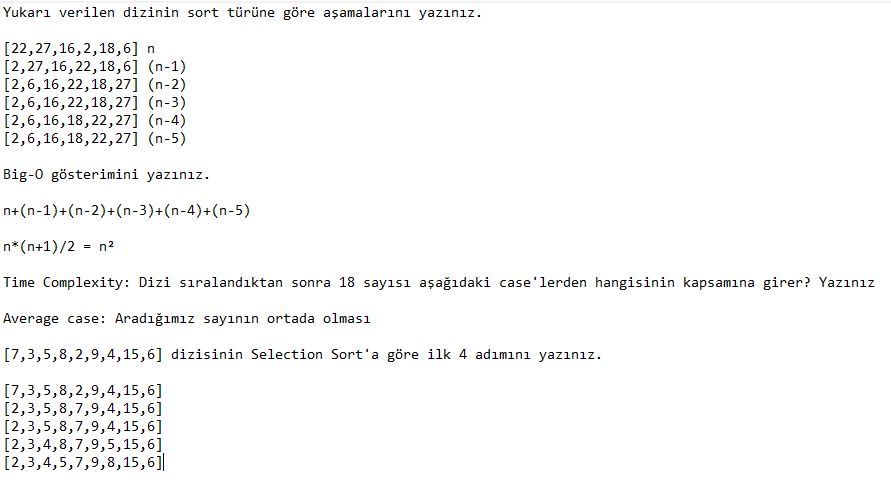 Yukarı verilen dizinin sort türüne göre aşamalarını yazınız.
[22,27,16,2,18,6] n
[2,27,16,22,18,6] (n-1)
[2,6,16,22,18,27] (n-2)
[2,6,16,22,18,27] (n-3)
[2,6,16,18,22,27] (n-4)
[2,6,16,18,22,27] (n-5)
Big-O gösterimini yazınız.
n+(n-1)+(n-2)+(n-3)+(n-4)+(n-5)
n*(n+1)/2 = n²
Time Complexity: Dizi sıralandıktan sonra 18 sayısı aşağıdaki case'lerden hangisinin kapsamına girer? Yazınız
Average case: Aradığımız sayının ortada olması
[7,3,5,8,2,9,4,15,6] dizisinin Selection Sort'a göre ilk 4 adımını yazınız.
[7,3,5,8,2,9,4,15,6]
[2,3,5,8,7,9,4,15,6]
[2,3,5,8,7,9,4,15,6]
[2,3,4,8,7,9,5,15,6]
[2,3,4,5,7,9,8,15,6]